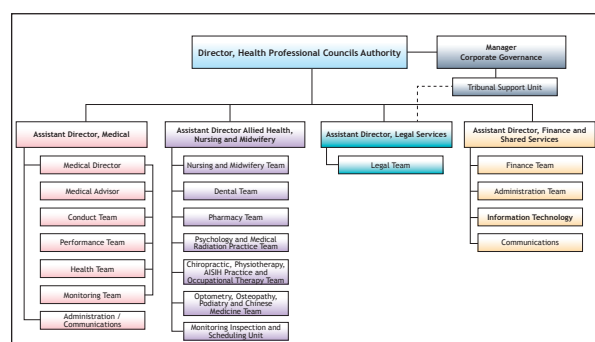 Director, Health Professional Councils Authority
Manager
Corporate Governance
Tribunal Support Unit
Assistant Director, Medical
Medical Director
Medical Advisor
Conduct Team
Performance Team
Health Team
Monitoring Team
Administration /
Communications
Assistant Director Allied Health,
Nursing and Midwifery
Nursing and Midwifery Team
Dental Team
Pharmacy Team
Psychology and Medical
Radiation Practice Team
Chiropractic, Physiotherapy,
AISIH Practice and
Occupational Therapy Team
Optometry, Osteopathy,
Podiatry and Chinese
Medicine Team
Monitoring Inspection and
Scheduling Unit
Assistant Director, Legal Services
Legal Team
Assistant Director, Finance and
Shared Services
Finance Team
Administration Team
Information Technology
Communications